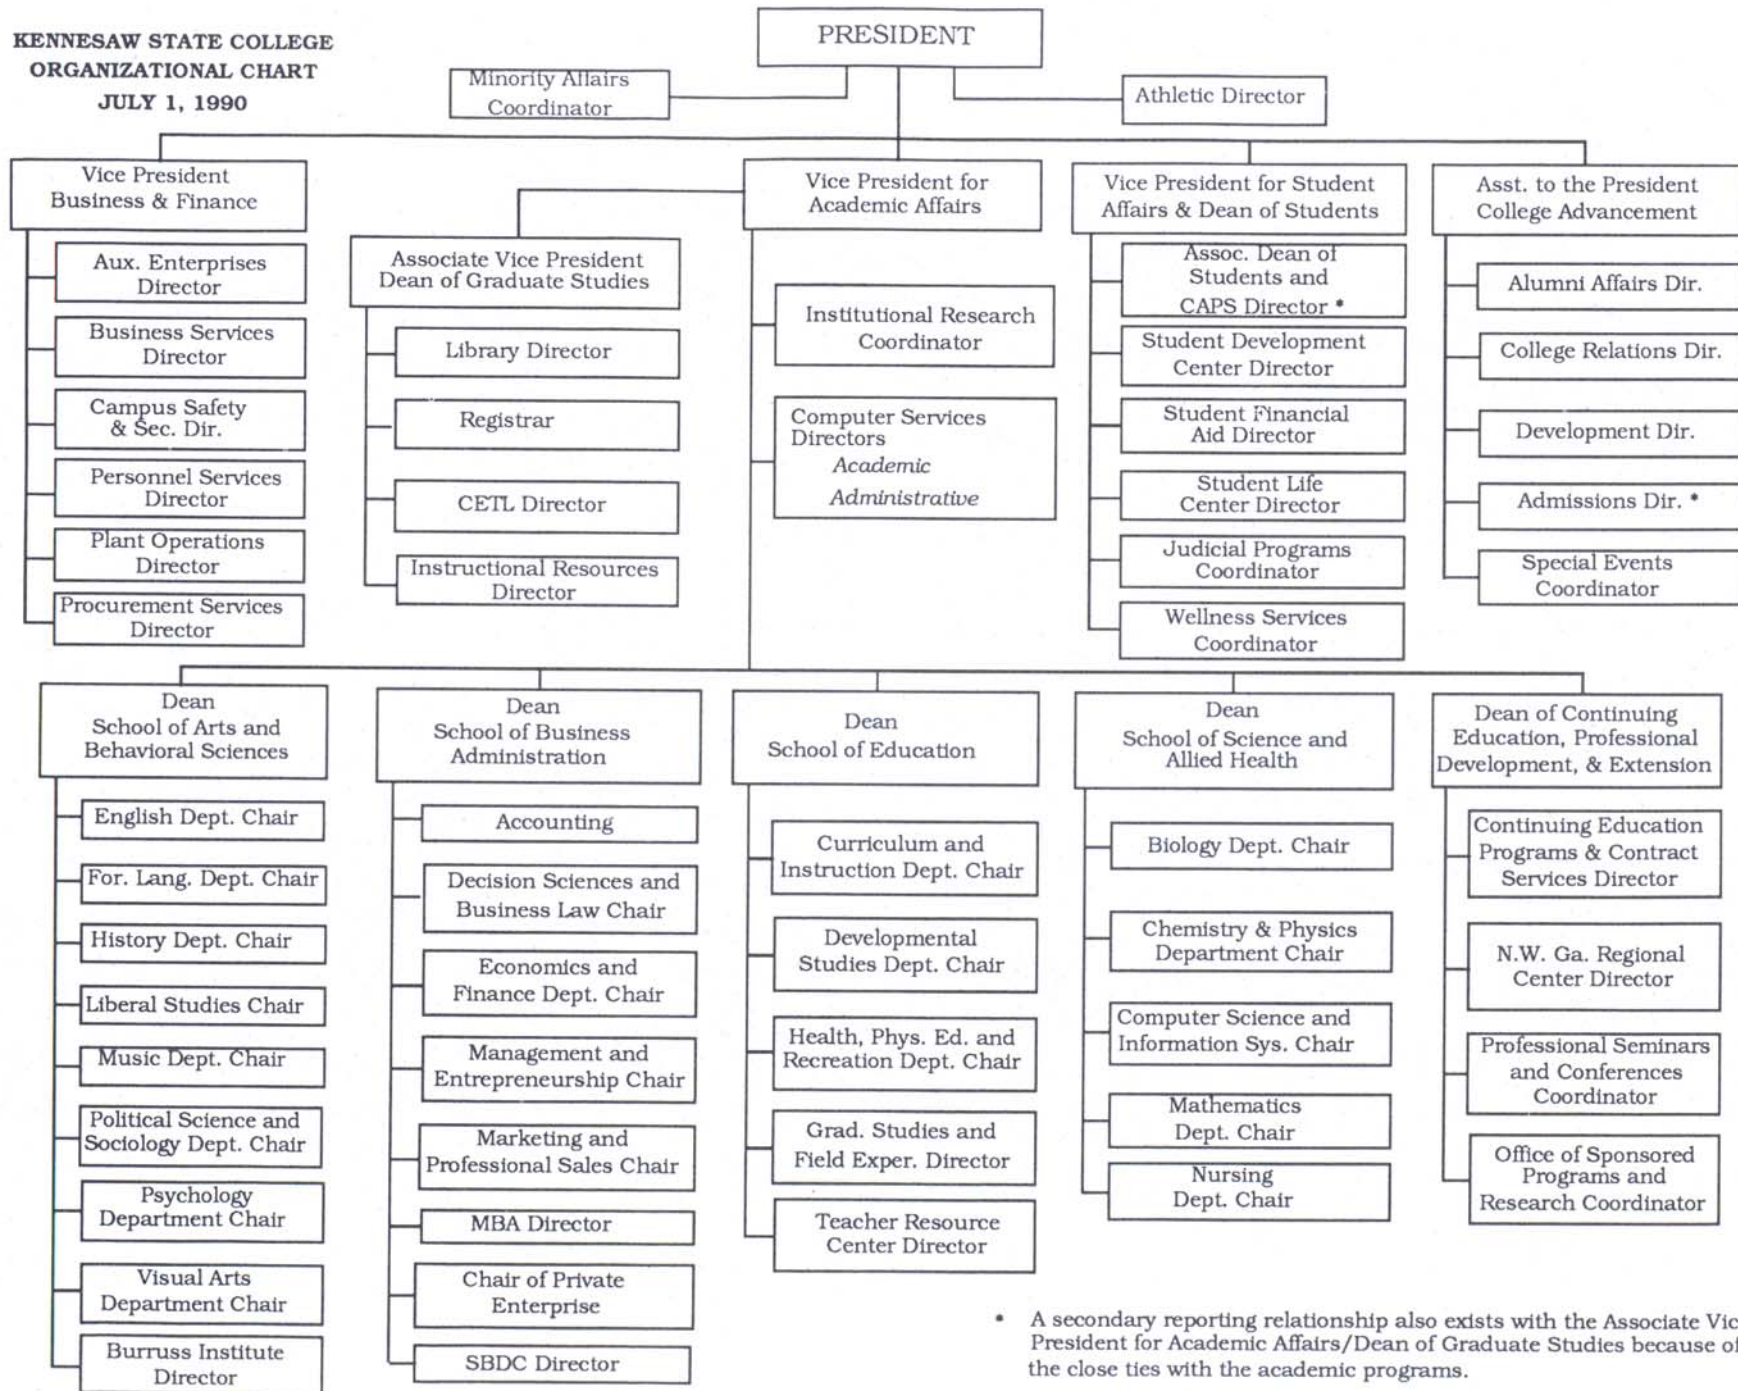 KENNESAW STATE COLLEGE
ORGANIZATIONAL CHART
JULY 1, 1990
PRESIDENT
Minority Affairs
Coordinator
Athletic Director
Vice President
Business & Finance
Aux. Enterprises
Director
Business Services
Director
Campus Safety
& Sec. Dir.
Personnel Services
Director
Plant Operations
Director
Procurement Services
Director
Associate Vice President
Dean of Graduate Studies
Library Director
Registrar
CETL Director
Instructional Resources
Director
Vice President for
Academic Affairs
Institutional Research
Coordinator
Computer Services
Directors
Academic
Administrative
Vice President for Student
Affairs & Dean of Students
Assoc. Dean of
Students and
CAPS Director *
Student Development
Center Director
Student Financial
Aid Director
Student Life
Center Director
Judicial Programs
Coordinator
Wellness Services
Coordinator
Asst. to the President
College Advancement
Alumni Affairs Dir.
College Relations Dir.
Development Dir.
Admissions Dir. *
Special Events
Coordinator
Dean
School of Arts and
Behavioral Sciences
English Dept. Chair
For. Lang. Dept. Chair
History Dept. Chair
Liberal Studies Chair
Music Dept. Chair
Political Science and
Sociology Dept. Chair
Psychology
Department Chair
Visual Arts
Department Chair
Burruss Institute
Director
Dean
School of Business
Administration
Accounting
Decision Sciences and
Business Law Chair
Economics and
Finance Dept. Chair
Management and
Entrepreneurship Chair
Marketing and
Professional Sales Chair
MBA Director
Chair of Private
Enterprise
SBDC Director
Dean
School of Education
Curriculum and
Instruction Dept. Chair
Developmental
Studies Dept. Chair
Health, Phys. Ed. and
Recreation Dept. Chair
Grad. Studies and
Field Exper. Director
Teacher Resource
Center Director
Dean
School of Science and
Allied Health
Biology Dept. Chair
Chemistry & Physics
Department Chair
Computer Science and
Information Sys. Chair
Mathematics
Dept. Chair
Nursing
Dept. Chair
Dean of Continuing
Education, Professional
Development, & Extension
Continuing Education
Programs & Contract
Services Director
N.W. Ga. Regional
Center Director
Professional Seminars
and Conferences
Coordinator
Office of Sponsored
Programs and
Research Coordinator
* A secondary reporting relationship also exists with the Associate Vic
President for Academic Affairs/Dean of Graduate Studies because of
the close ties with the academic programs.